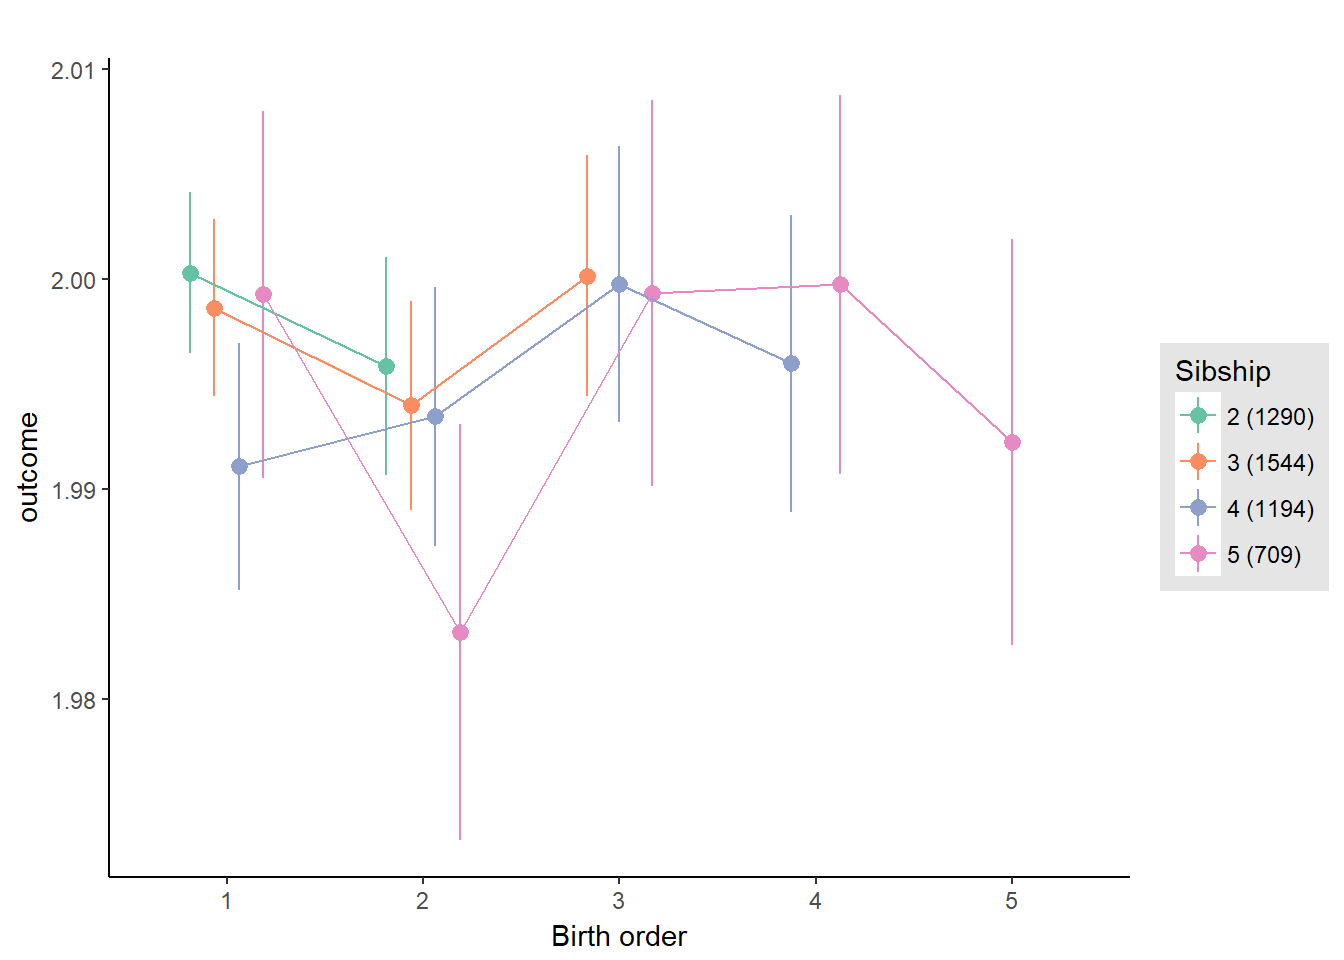 2.01
2.00
1.99
1.98
outcome
1 2 3 4 5
Birth order
Sibship
2 (1290)
3 (1544)
4 (1194)
5 (709)